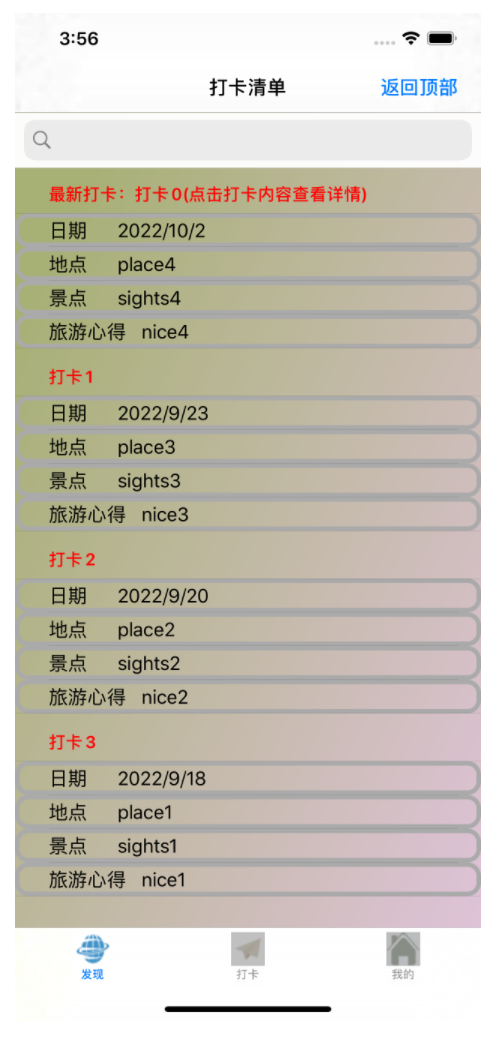 3:56
打卡清单 返回顶部
最新打卡：打卡0(点击打卡内容查看详情)
日期 2022/10/2
地点 place4
景点 sights4
旅游心得 nice4
打卡1
日期 2022/9/23
地点 place3
景点 sights3
旅游心得 nice3
打卡2
日期 2022/9/20
地点 place2
景点 sights2
旅游心得 nice2
打卡3
日期 2022/9/18
地点 place1
景点 sights1
旅游心得 nice1
发现 打卡 我的